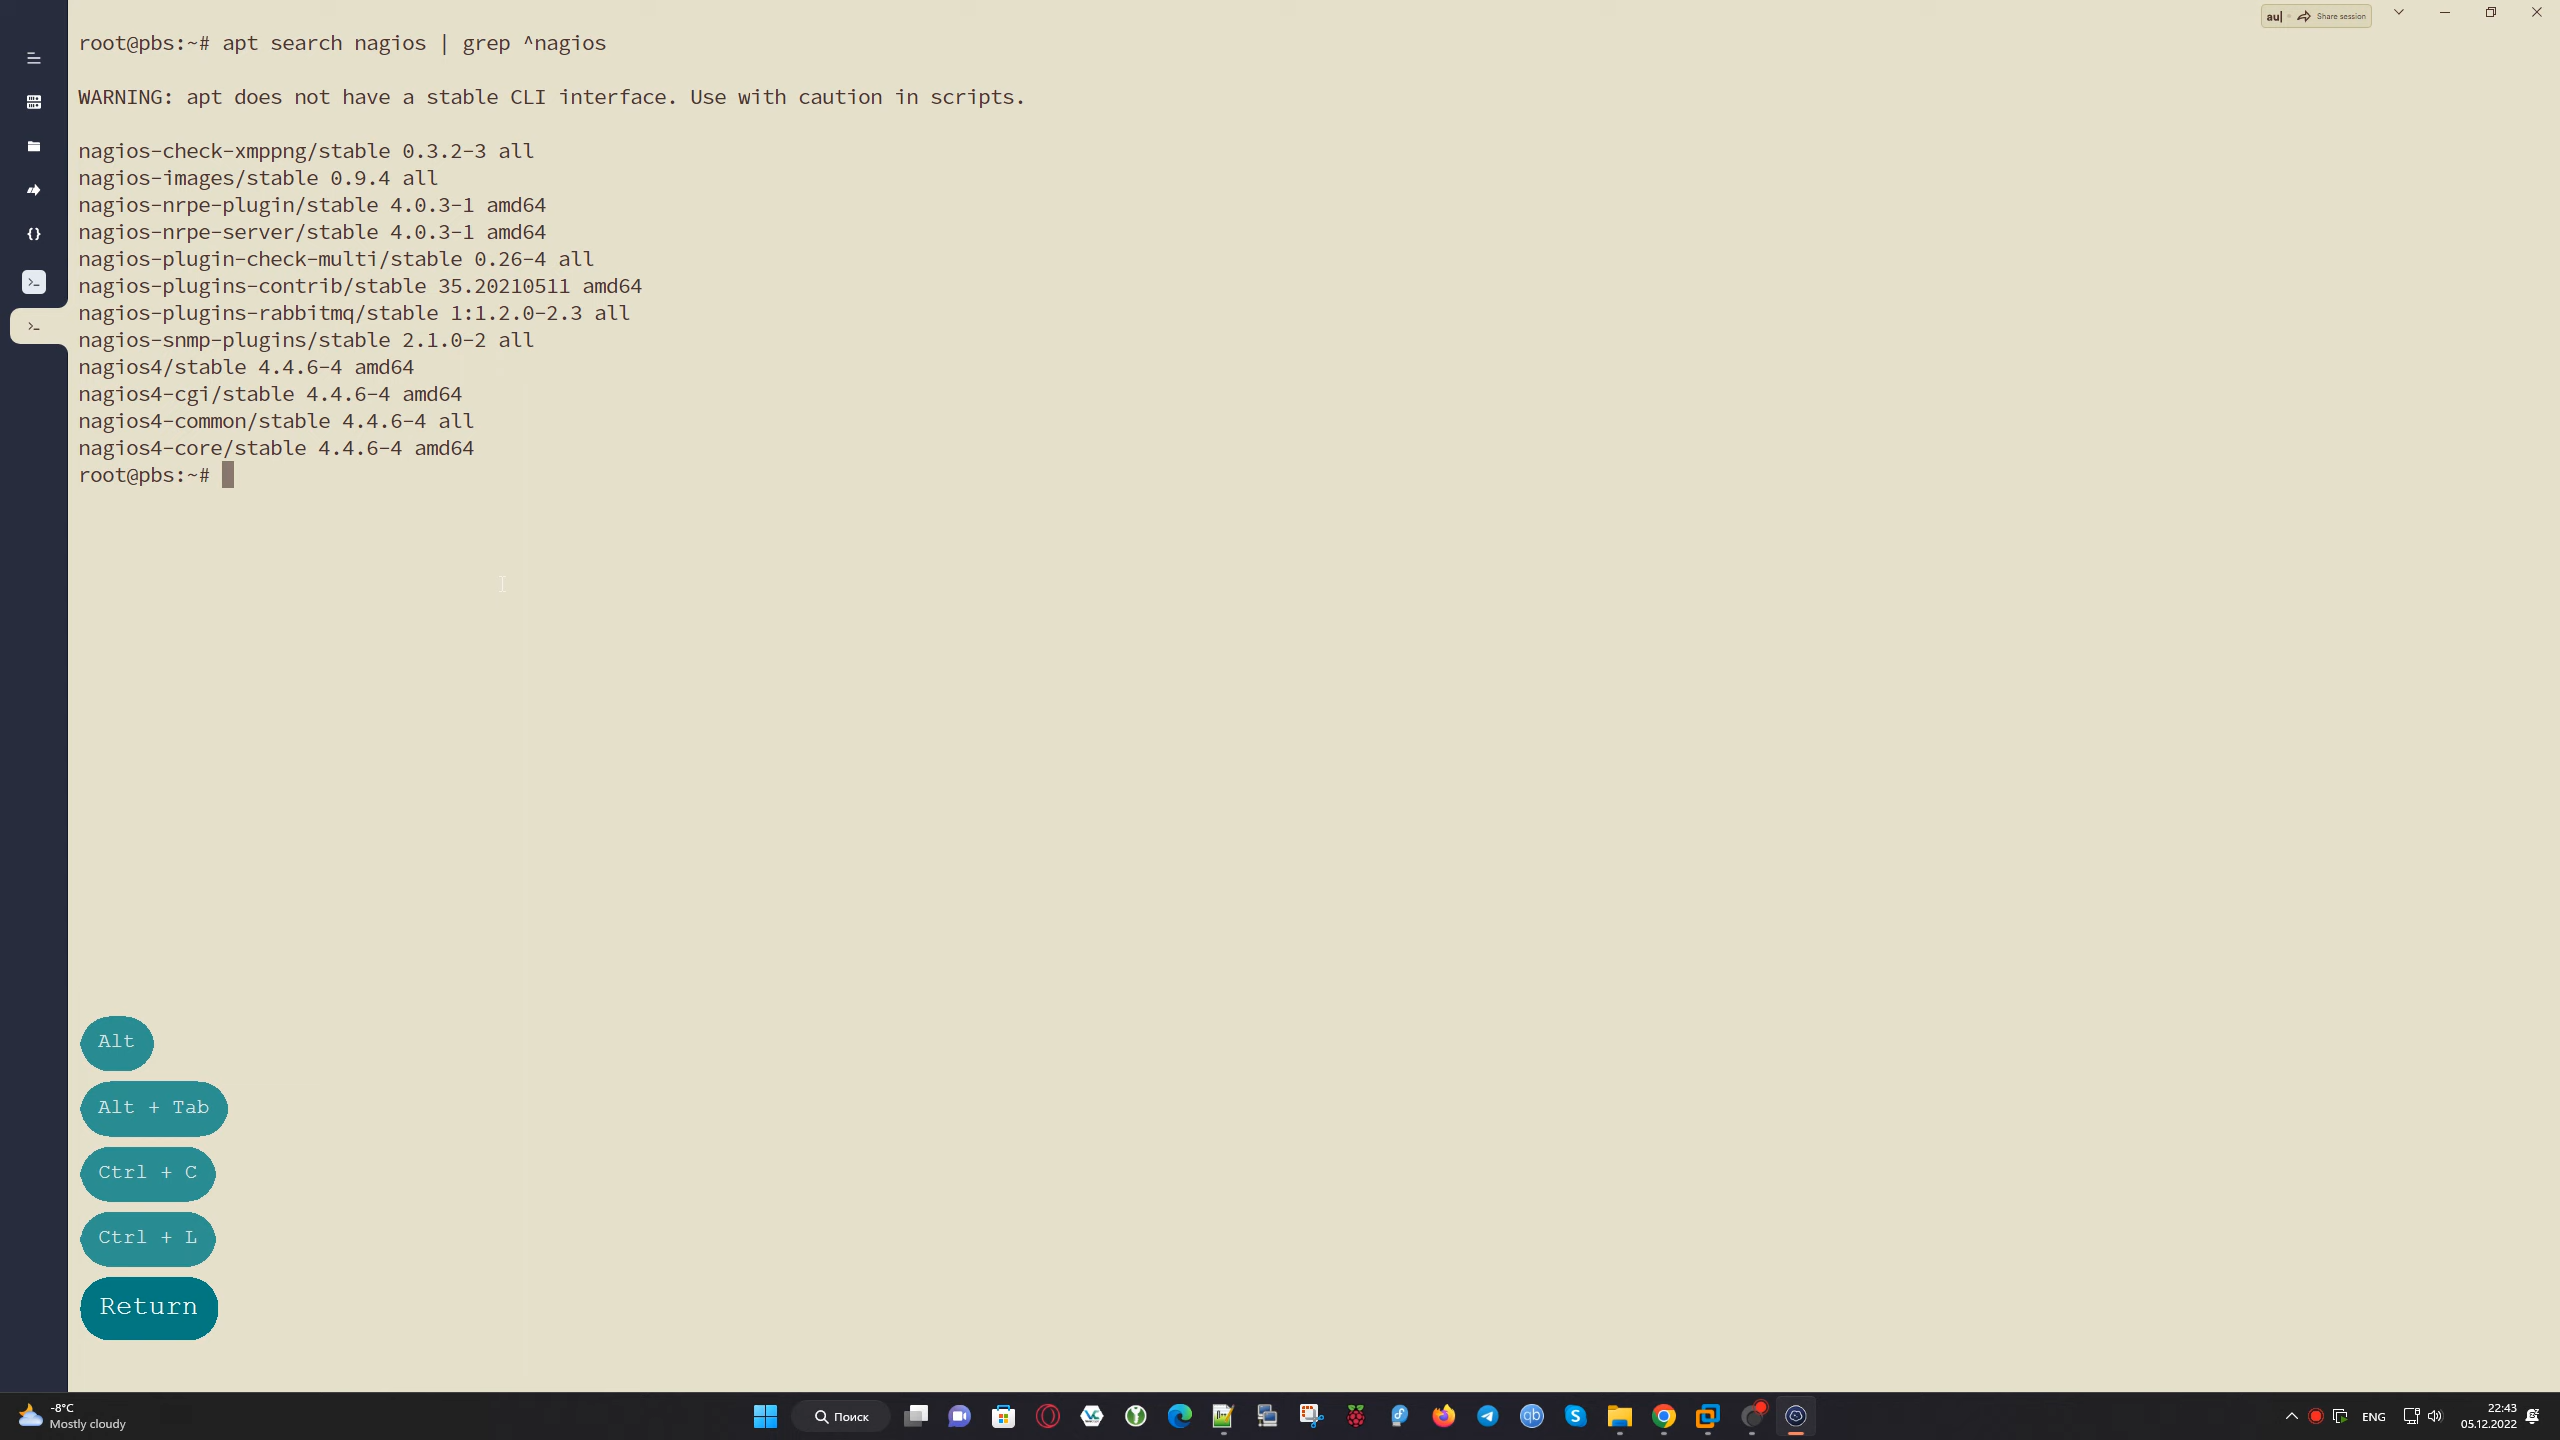 au| Share session
root@pbs:~# apt search nagios | grep ^nagios
WARNING: apt does not have a stable CLI interface. Use with caution in scripts.
nagios-check-xmppng/stable 0.3.2-3 all
nagios-images/stable 0.9.4 all
nagios-nrpe-plugin/stable 4.0.3-1 amd64
nagios-nrpe-server/stable 4.0.3-1 amd64
nagios-plugin-check-multi/stable 0.26-4 all
nagios-plugins-contrib/stable 35.20210511 amd64
nagios-plugins-rabbitmq/stable 1:1.2.0-2.3 all
nagios-snmp-plugins/stable 2.1.0-2 all
nagios4/stable 4.4.6-4 amd64
nagios4-cgi/stable 4.4.6-4 amd64
nagios4-common/stable 4.4.6-4 all
nagios4-core/stable 4.4.6-4 amd64
root@pbs:~#
Alt
Alt + Tab
Ctrl + C
Ctrl + L
Return
-8°C
Mostly cloudy
Поиск
ENG
22:43
05.12.2022